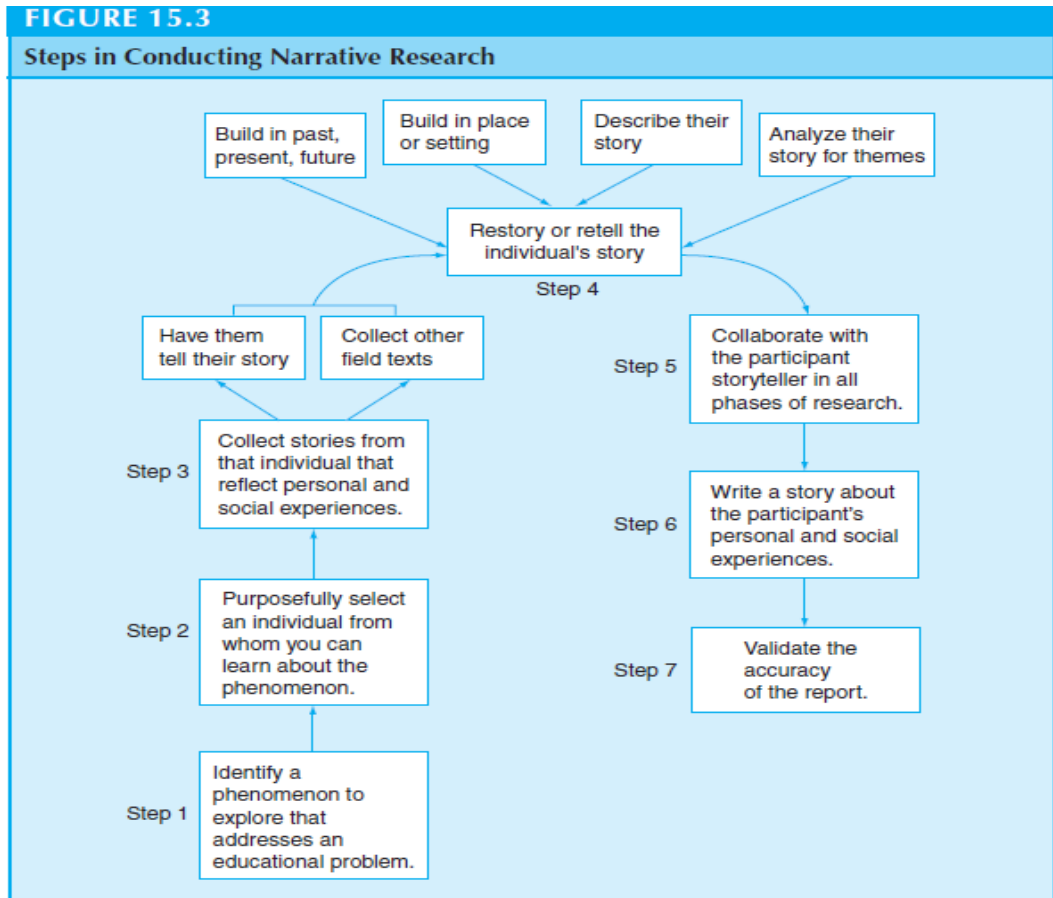 FIGURE 15.3
Steps in Conducting Narrative Research
Build in past,
present, future
Build in place
or setting
Describe their
story
Analyze their
story for themes
Restory or retell the
individual's story
Step 4
Have them
tell their story
Collect other
field texts
Step 3
Collect stories from
that individual that
reflect personal and
social experiences.
Step 2
Purposefully select
an individual from
whom you can
learn about the
phenomenon.
Step 1
Identify a
phenomenon to
explore that
addresses an
educational problem.
Step 5
Collaborate with
the participant
storyteller in all
phases of research.
Step 6
Write a story about
the participant's
personal and social
experiences.
Step 7
Validate the
accuracy
of the report.